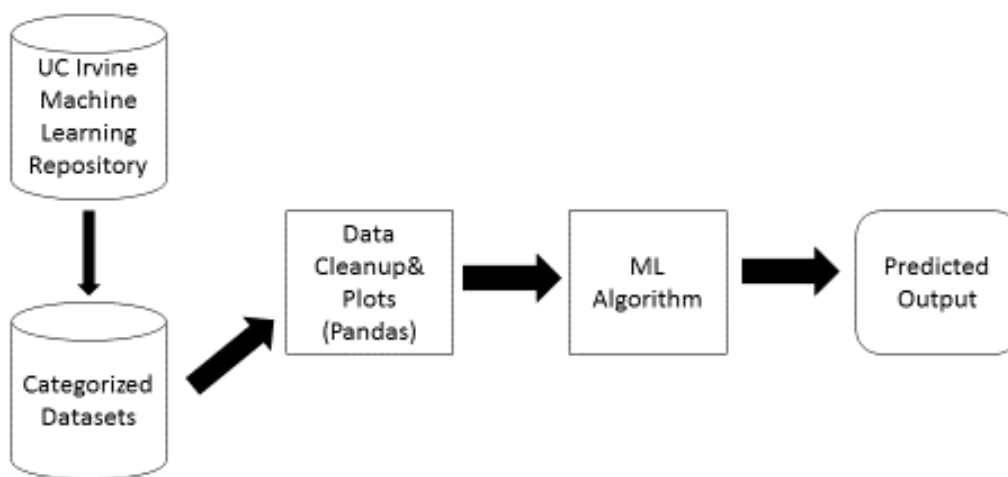 UC Irvine
Machine
Learning
Repository
Categorized
Datasets
Data
Cleanup&
Plots
(Pandas)
ML
Algorithm
Predicted
Output